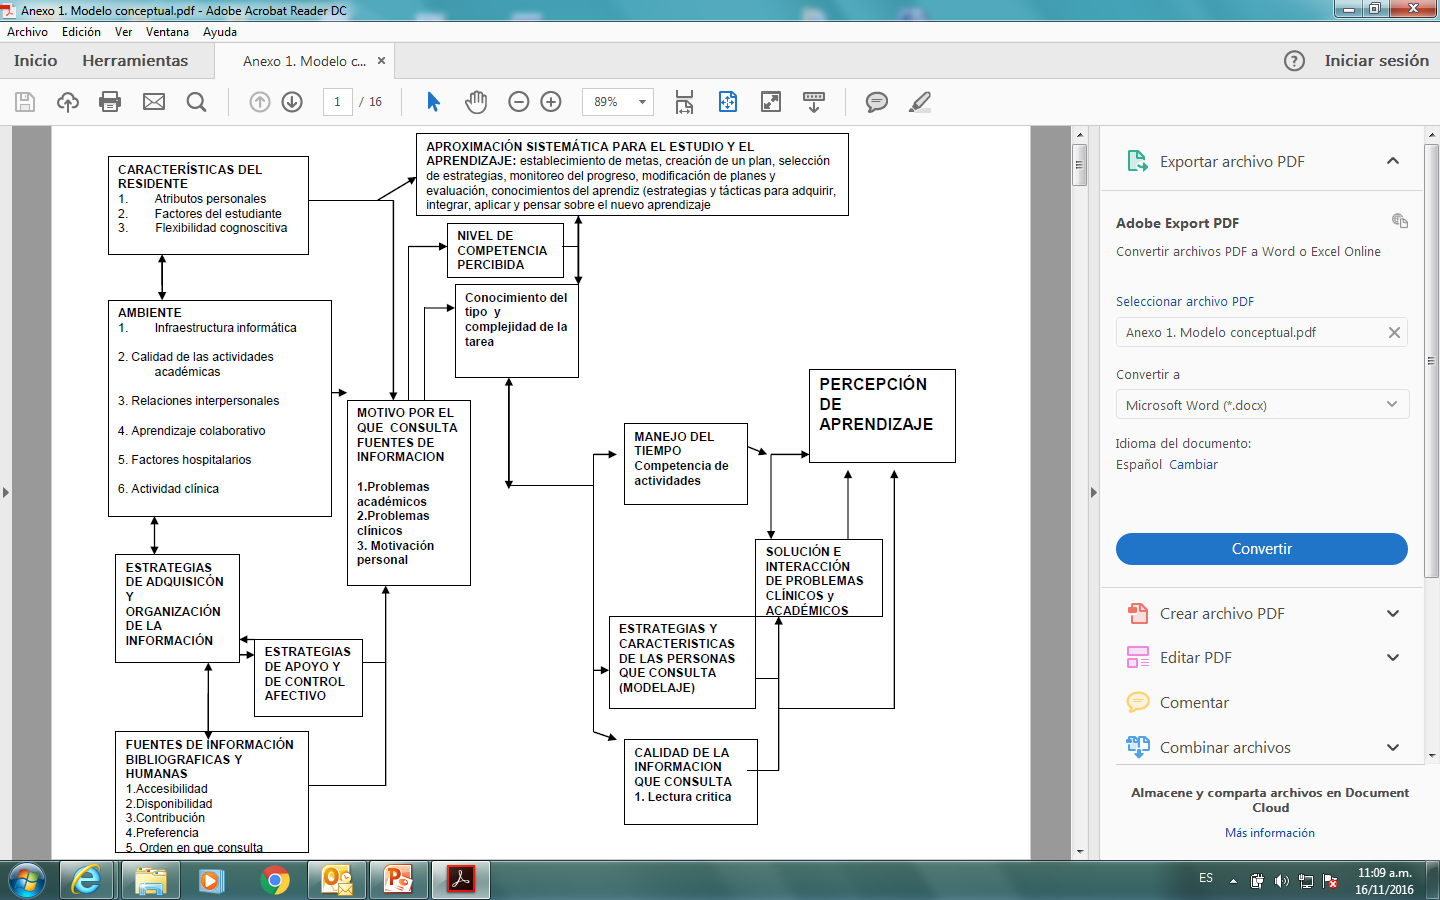 Anexo 1. Modelo conceptual.pdf - Adobe Acrobat Reader DC
Archivo Edición Ver Ventana Ayuda
Inicio Herramientas Anexo 1. Modelo c... × ? Iniciar sesión
1 / 16 89%
CARACTERÍSTICAS DEL
RESIDENTE
1. Atributos personales
2. Factores del estudiante
3. Flexibilidad cognoscitiva
APROXIMACIÓN SISTEMÁTICA PARA EL ESTUDIO Y EL
APRENDIZAJE: establecimiento de metas, creación de un plan, selección
de estrategias, monitoreo del progreso, modificación de planes y
evaluación, conocimientos del aprendiz (estrategias y tácticas para adquirir,
integrar, aplicar y pensar sobre el nuevo aprendizaje
NIVEL DE
COMPETENCIA
PERCIBIDA
Conocimiento del
tipo y
complejidad de la
tarea
AMBIENTE
1. Infraestructura informática
2. Calidad de las actividades
académicas
3. Relaciones interpersonales
4. Aprendizaje colaborativo
5. Factores hospitalarios
6. Actividad clínica
MOTIVO POR EL
QUE CONSULTA
FUENTES DE
INFORMACION
1.Problemas
académicos
2.Problemas
clínicos
3. Motivación
personal
PERCEPCIÓN
DE
APRENDIZAJE
MANEJO DEL
TIEMPO
Competencia de
actividades
SOLUCIÓN E
INTERACCIÓN
DE PROBLEMAS
CLÍNICOS y
ACADÉMICOS
ESTRATEGIAS
DE ADQUISICÓN
Y
ORGANIZACIÓN
DE LA
INFORMACIÓN
ESTRATEGIAS
DE APOYO Y
DE CONTROL
AFECTIVO
ESTRATEGIAS Y
CARACTERISTICAS
DE LAS PERSONAS
QUE CONSULTA
(MODELAJE)
FUENTES DE INFORMACIÓN
BIBLIOGRAFICAS Y
HUMANAS
1.Accesibilidad
2.Disponibilidad
3.Contribución
4.Preferencia
5. Orden en que consulta
CALIDAD DE LA
INFORMACION
QUE CONSULTA
1. Lectura critica
Exportar archivo PDF
Adobe Export PDF
Convertir archivos PDF a Word o Excel Online
Seleccionar archivo PDF
Anexo 1. Modelo conceptual.pdf
Convertir a
Microsoft Word (*.docx)
Idioma del documento:
Español Cambiar
Convertir
Crear archivo PDF
Editar PDF
Comentar
Combinar archivos
Almacene y comparta archivos en Document
Cloud
Más información
ES
11:09 a.m.
16/11/2016